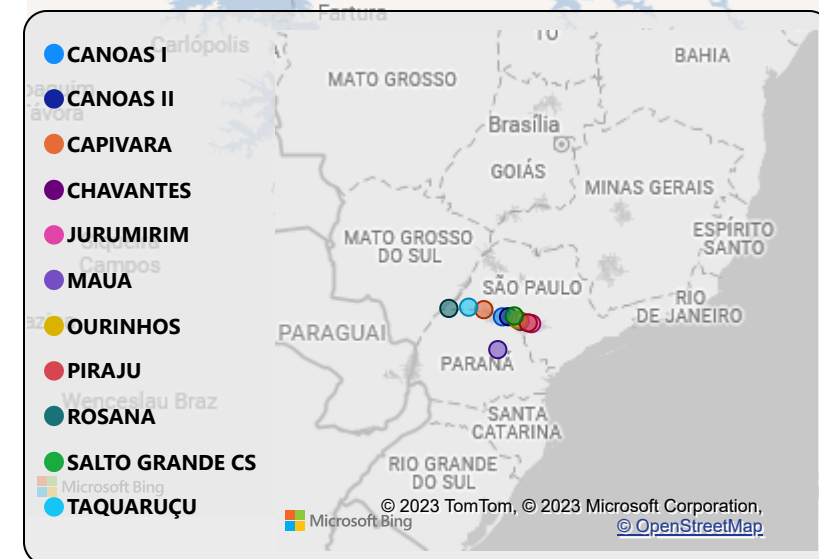 Fartura
Carlópolis
CANOAS I
CANOAS II
CAPIVARA
CHAVANTES
JURUMIRIM
Campos
MAUA
OURINHOS
PIRAJU
Wenceslau Braz
ROSANA
SALTO GRANDE CS
Microsoft Bing
TAQUARUÇU
BAHIA
MATO GROSSO
Brasília
GOIÁS
MINAS GERAIS
ESPÍRITO
SANTO
MATO GROSSO
DO SUL
SÃO PAULO
RIO
DE JANEIRO
PARAGUAI
PARANÁ
SANTA
CATARINA
RIO GRANDE
DO SUL
© 2023 TomTom, © 2023 Microsoft Corporation,
Microsoft Bing
© OpenStreetMap